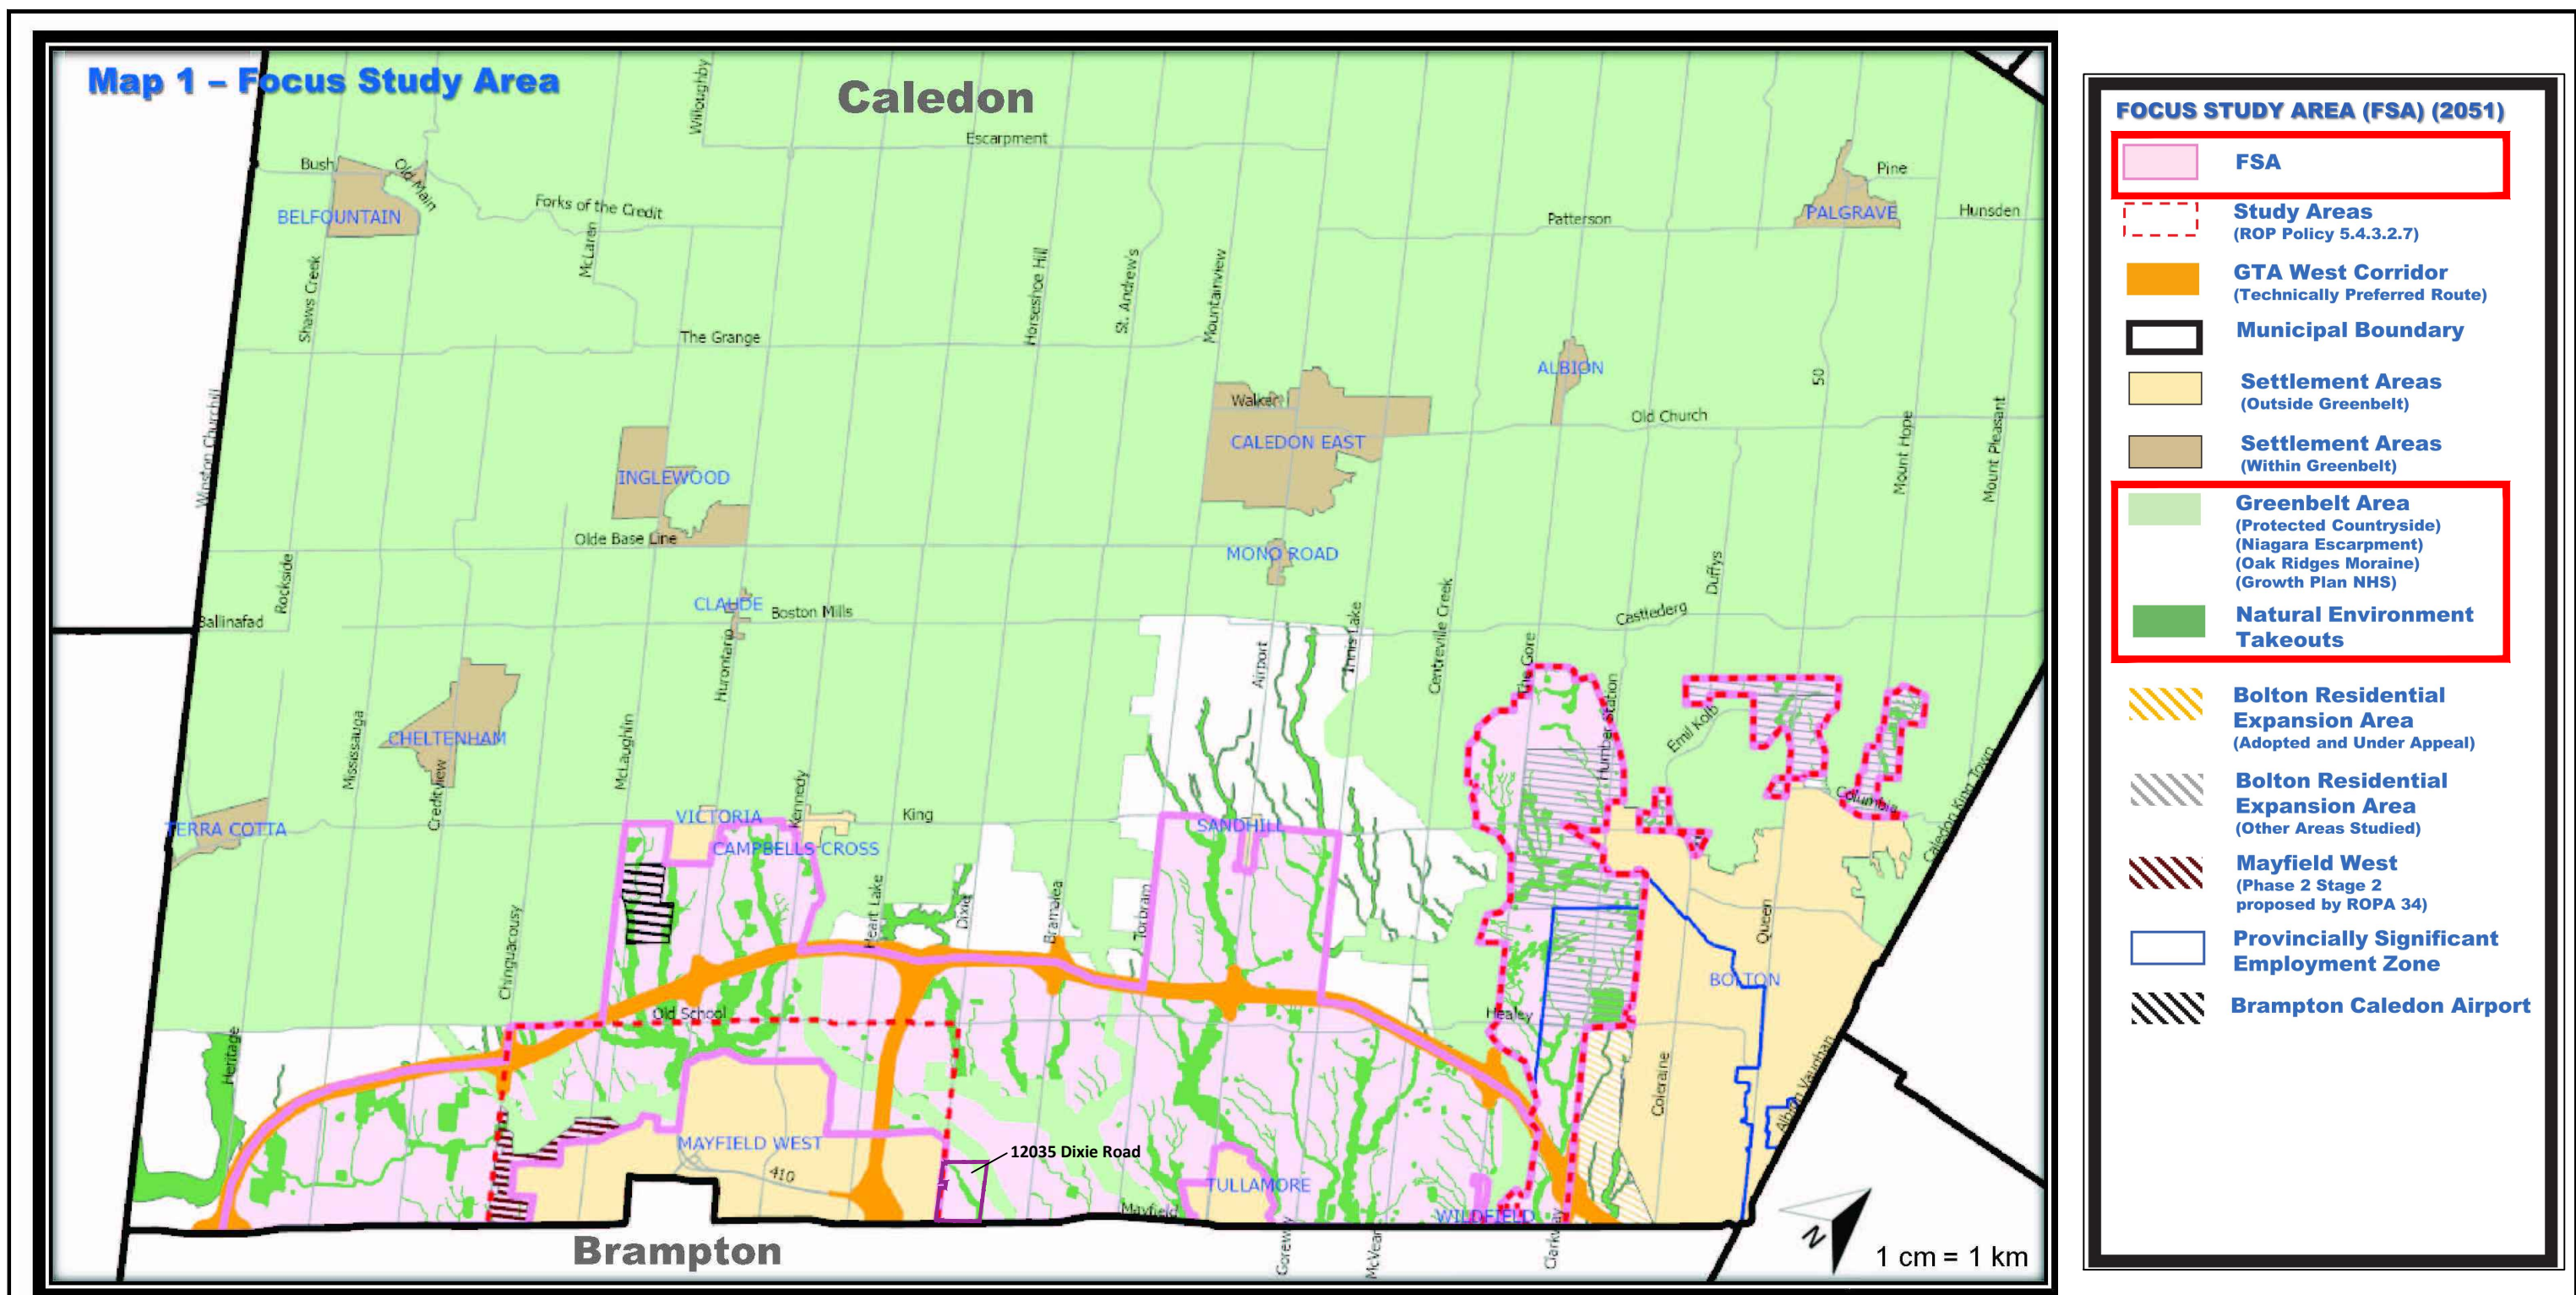 Map 1 – Focus Study Area
Caledon
Willoughby
Escarpment
Bush
Old Main
Pine
BELFOUNTAIN
Forks of the Credit
Patterson
PALGRAVE
Hunsden
McLaren
Shaws Creek
Horseshoe Hill
St. Andrew's
Mountainview
The Grange
ALBION
50
Winston Churchill
Walker
Old Church
CALEDON EAST
Mount Hope
Mount Pleasant
INGLEWOOD
Olde Base Line
MONO ROAD
Rockside
Duffys
CLAUDE
Boston Mills
Ballinafad
Castlederg
Centreville Creek
Innis Lake
Airport
Hurontario
The Gore
Humber Station
Emil Kolb
CHELTENHAM
Mississauga
Creditview
McLaughlin
Kennedy
King
Columbia
Caledon King Town
TERRA COTTA
VICTORIA
CAMPBELLS CROSS
SANDHILL
Chinguacousy
Heart Lake
Dixie
Bramalea
Torbram
Queen
BOLTON
Old School
Healey
Heritage
Coleraine
Albion Vaughan
MAYFIELD WEST
410
12035 Dixie Road
TULLAMORE
Mayfield
WILDFIELD
Goreway
McVean
Clarkway
Brampton
N
1 cm = 1 km
FOCUS STUDY AREA (FSA) (2051)
FSA
Study Areas
(ROP Policy 5.4.3.2.7)
GTA West Corridor
(Technically Preferred Route)
Municipal Boundary
Settlement Areas
(Outside Greenbelt)
Settlement Areas
(Within Greenbelt)
Greenbelt Area
(Protected Countryside)
(Niagara Escarpment)
(Oak Ridges Moraine)
(Growth Plan NHS)
Natural Environment
Takeouts
Bolton Residential
Expansion Area
(Adopted and Under Appeal)
Bolton Residential
Expansion Area
(Other Areas Studied)
Mayfield West
(Phase 2 Stage 2
proposed by ROPA 34)
Provincially Significant
Employment Zone
Brampton Caledon Airport